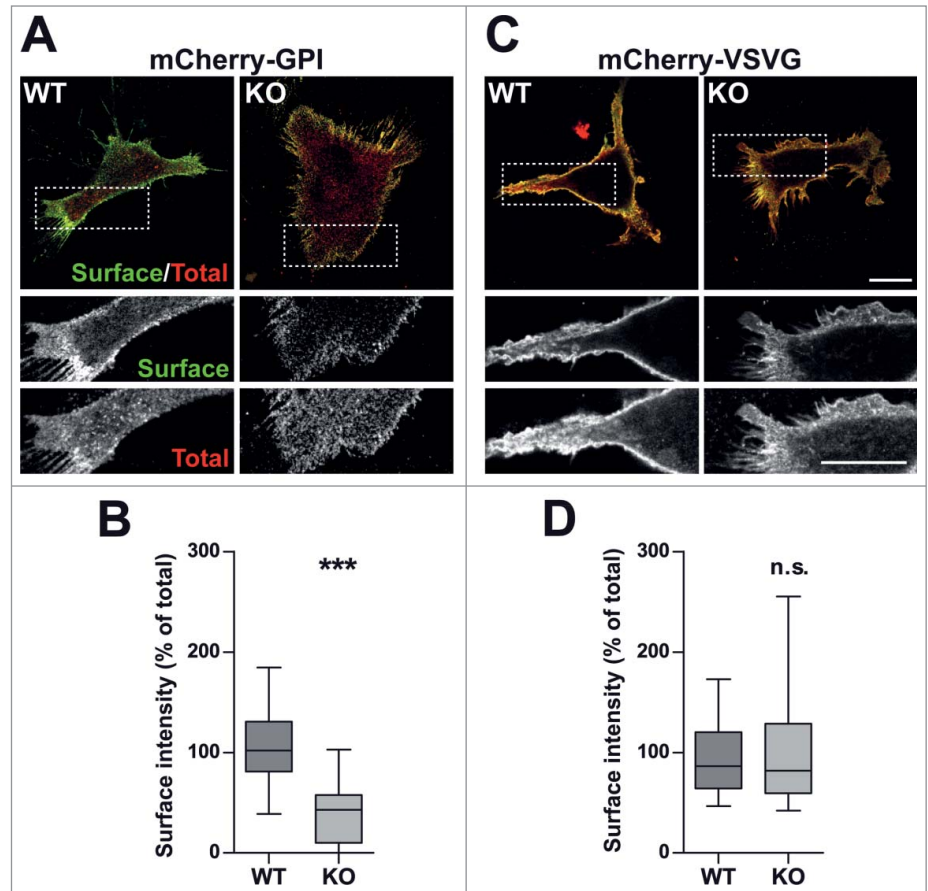 A
mCherry-GPI
WT
KO
Surface/Total
Surface
Total
C
mCherry-VSVG
WT
KO
B
Surface intensity (% of total)
300
200
100
0
***
WT
KO
D
Surface intensity (% of total)
300
200
100
0
n.s.
WT
KO